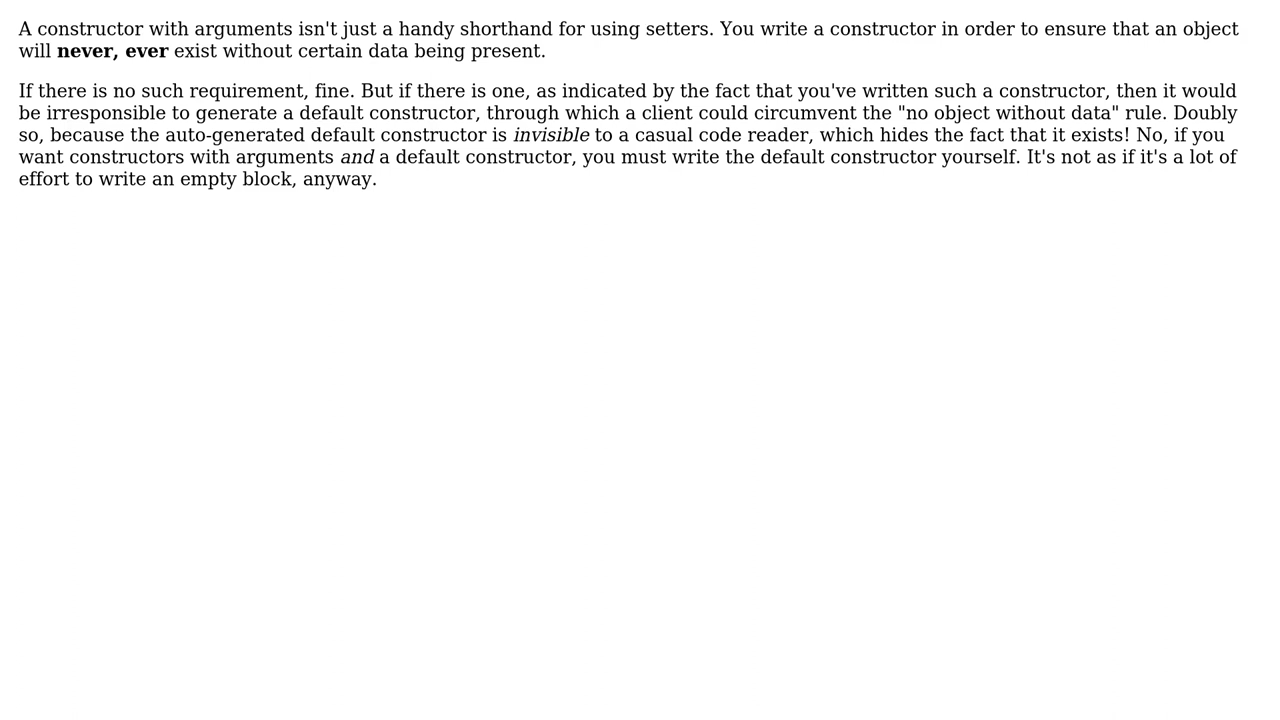 A constructor with arguments isn't just a handy shorthand for using setters. You write a constructor in order to ensure that an object
will never, ever exist without certain data being present.
If there is no such requirement, fine. But if there is one, as indicated by the fact that you've written such a constructor, then it would
be irresponsible to generate a default constructor, through which a client could circumvent the "no object without data" rule. Doubly
so, because the auto-generated default constructor is invisible to a casual code reader, which hides the fact that it exists! No, if you
want constructors with arguments and a default constructor, you must write the default constructor yourself. It's not as if it's a lot of
effort to write an empty block, anyway.